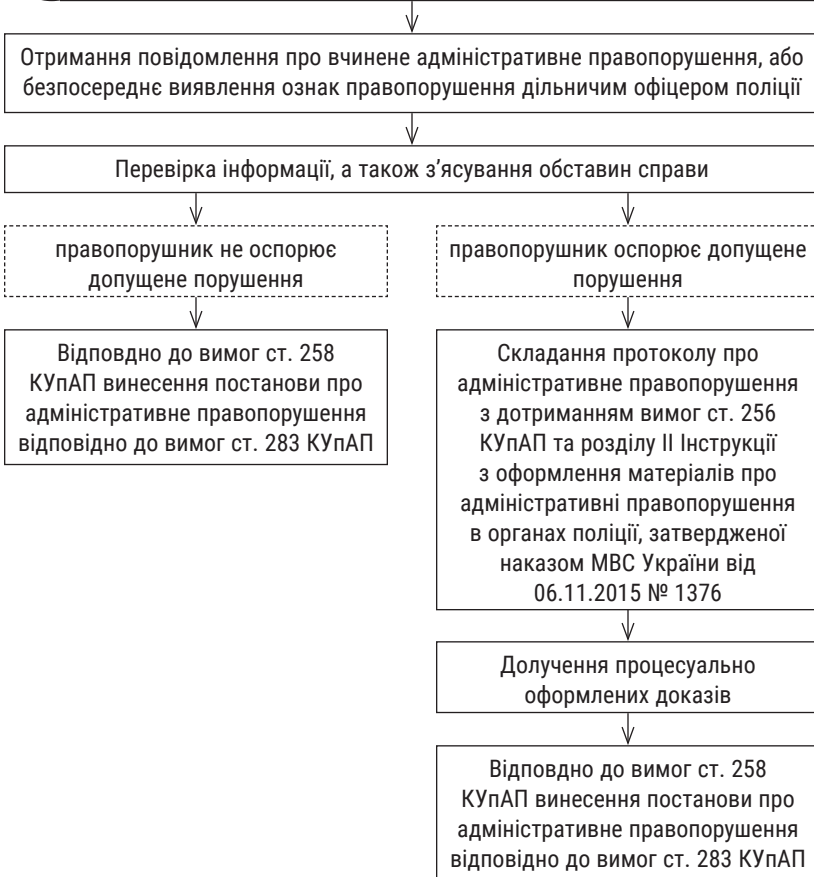 Отримання повідомлення про вчинене адміністративне правопорушення, або
безпосереднє виявлення ознак правопорушення дільничим офіцером поліції
Перевірка інформації, а також з’ясування обставин справи
правопорушник не оспорює
допущене порушення
Відповдно до вимог ст. 258
КУпАП винесення постанови про
адміністративне правопорушення
відповідно до вимог ст. 283 КУпАП
правопорушник оспорює допущене
порушення
Складання протоколу про
адміністративне правопорушення
з дотриманням вимог ст. 256
КУпАП та розділу ІІ Інструкції
з оформлення матеріалів про
адміністративні правопорушення
в органах поліції, затвердженої
наказом МВС України від
06.11.2015 № 1376
Долучення процесуально
оформлених доказів
Відповдно до вимог ст. 258
КУпАП винесення постанови про
адміністративне правопорушення
відповідно до вимог ст. 283 КУпАП